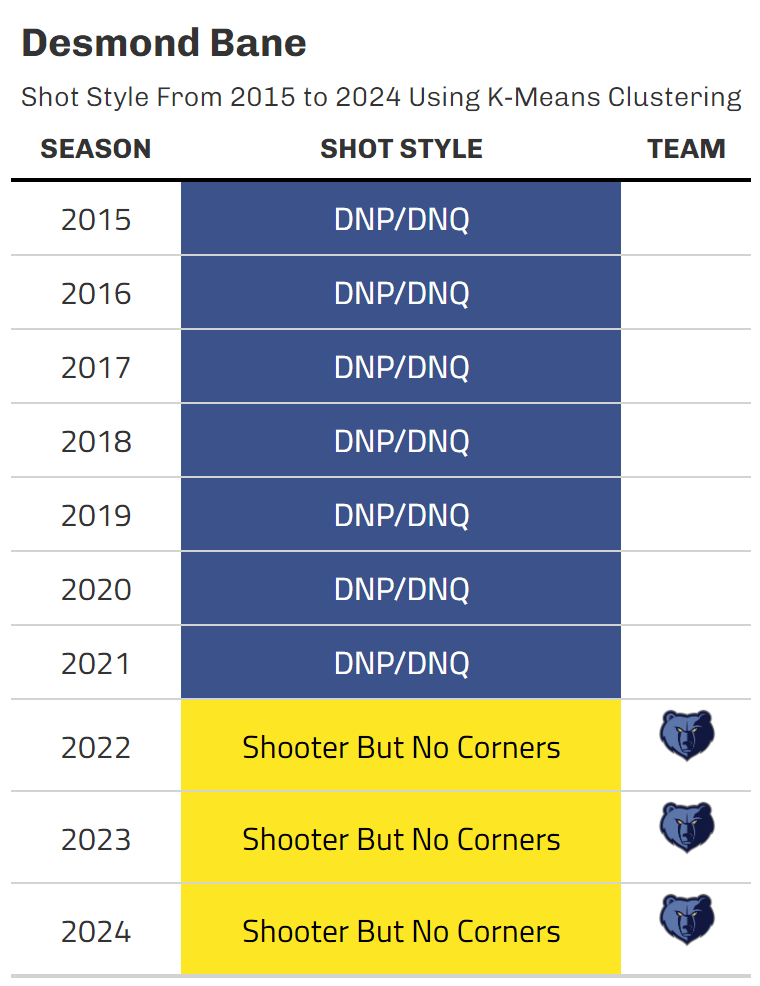 Desmond Bane
Shot Style From 2015 to 2024 Using K-Means Clustering
SEASON SHOT STYLE TEAM
2015 DNP/DNQ
2016 DNP/DNQ
2017 DNP/DNQ
2018 DNP/DNQ
2019 DNP/DNQ
2020 DNP/DNQ
2021 DNP/DNQ
2022 Shooter But No Corners
2023 Shooter But No Corners
2024 Shooter But No Corners